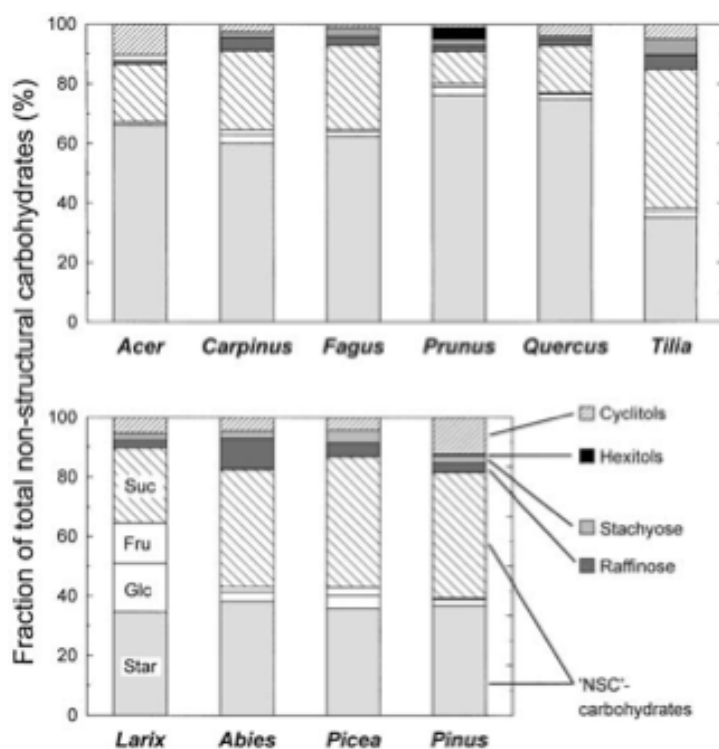 Fraction of total non-structural carbohydrates (%)
100
80
60
40
20
0
Acer Carpinus Fagus Prunus Quercus Tilia
100
80
60
40
20
0
Suc
Fru
Glc
Star
Larix Abies Picea Pinus
Cyclitols
Hexitols
Stachyose
Raffinose
'NSC'-
carbohydrates